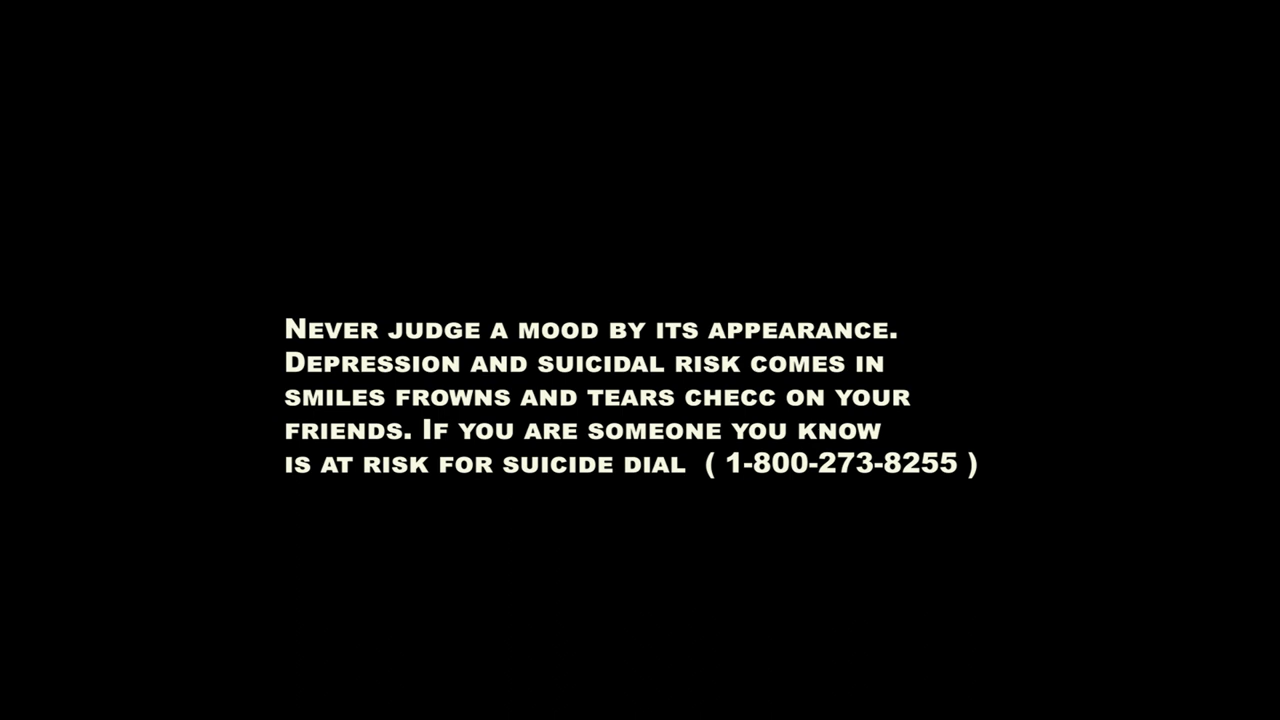 Never judge a mood by its appearance.
Depression and suicidal risk comes in
smiles frowns and tears checc on your
friends. If you are someone you know
is at risk for suicide dial ( 1-800-273-8255 )